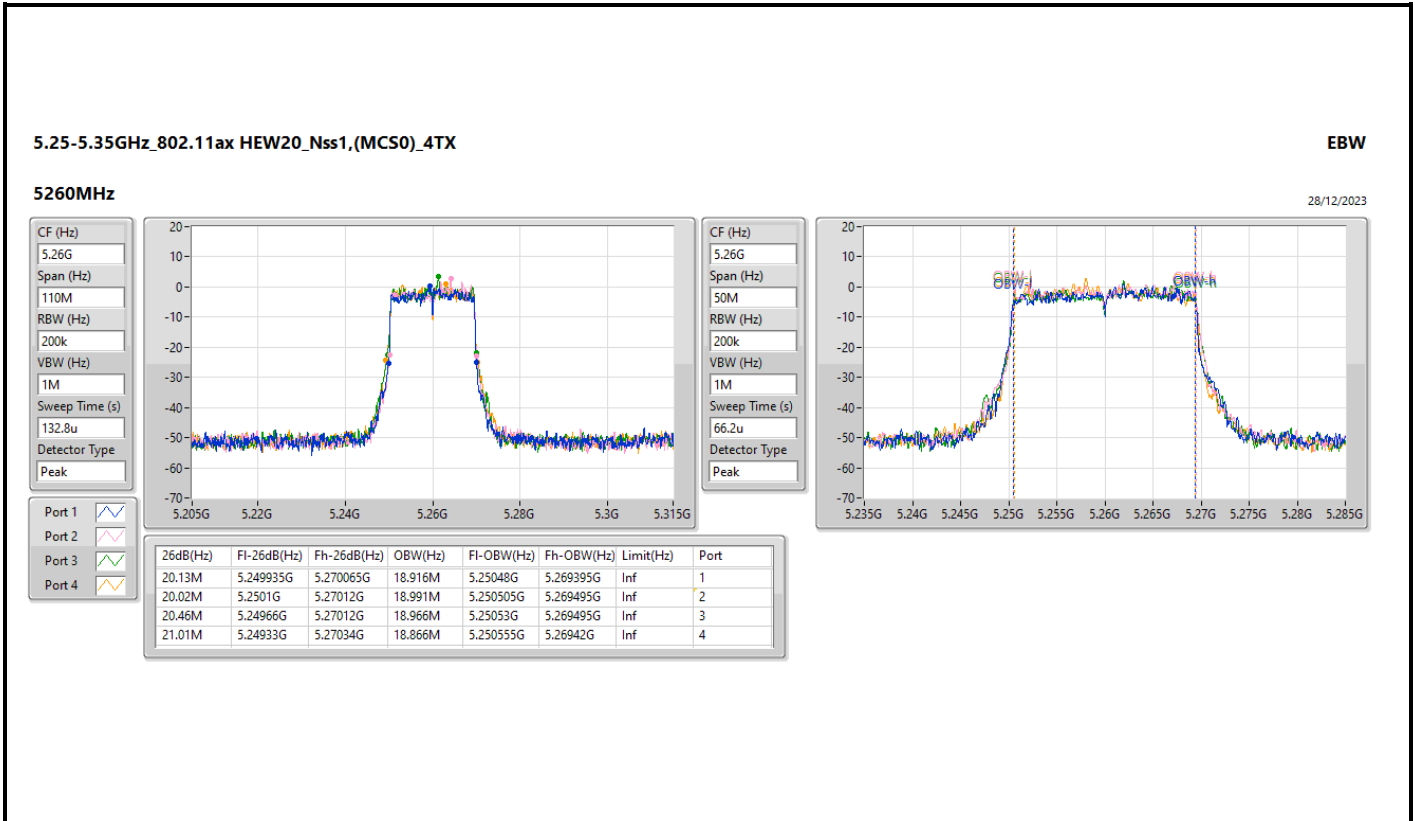 5.25-5.35GHz_802.11ax HEW20_Nss1,(MCS0)_4TX
EBW
5260MHz
28/12/2023
CF (Hz)
5.26G
Span (Hz)
110M
RBW (Hz)
200k
VBW (Hz)
1M
Sweep Time (s)
132.8u
Detector Type
Peak
Port 1
Port 2
Port 3
Port 4
20
10
0
-10
-20
-30
-40
-50
-60
-70
5.205G 5.22G 5.24G 5.26G 5.28G 5.3G 5.315G
CF (Hz)
5.26G
Span (Hz)
50M
RBW (Hz)
200k
VBW (Hz)
1M
Sweep Time (s)
66.2u
Detector Type
Peak
20
10
0
-10
-20
-30
-40
-50
-60
-70
OBW-l OBW-h
5.235G 5.24G 5.245G 5.25G 5.255G 5.26G 5.265G 5.27G 5.275G 5.28G 5.285G
26dB(Hz) Fl-26dB(Hz) Fh-26dB(Hz) OBW(Hz) Fl-OBW(Hz) Fh-OBW(Hz) Limit(Hz) Port
20.13M 5.249935G 5.270065G 18.916M 5.25048G 5.269395G Inf 1
20.02M 5.2501G 5.27012G 18.991M 5.250505G 5.269495G Inf 2
20.46M 5.24966G 5.27012G 18.966M 5.25053G 5.269495G Inf 3
21.01M 5.24933G 5.27034G 18.866M 5.250555G 5.26942G Inf 4